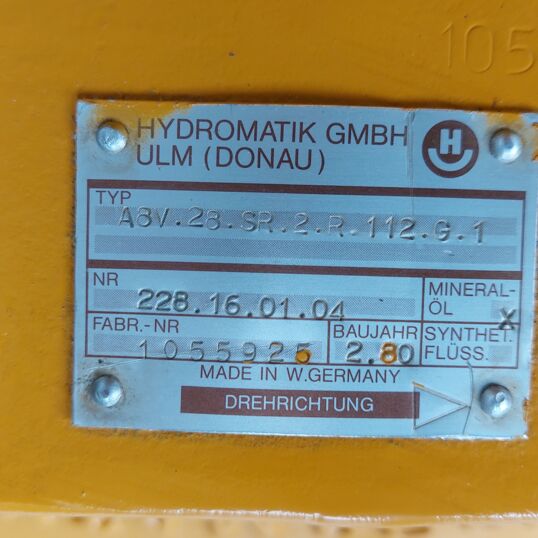 105
HYDROMATIK GMBH
ULM (DONAU)
H
TYP
A8V.28.SR.2.R.112.G.1
NR
228.16.01.04
MINERAL-
ÖL X
FABR.-NR
1055925
BAUJAHR
2.80
SYNTHET.
FLÜSS.
MADE IN W.GERMANY
DREHRICHTUNG